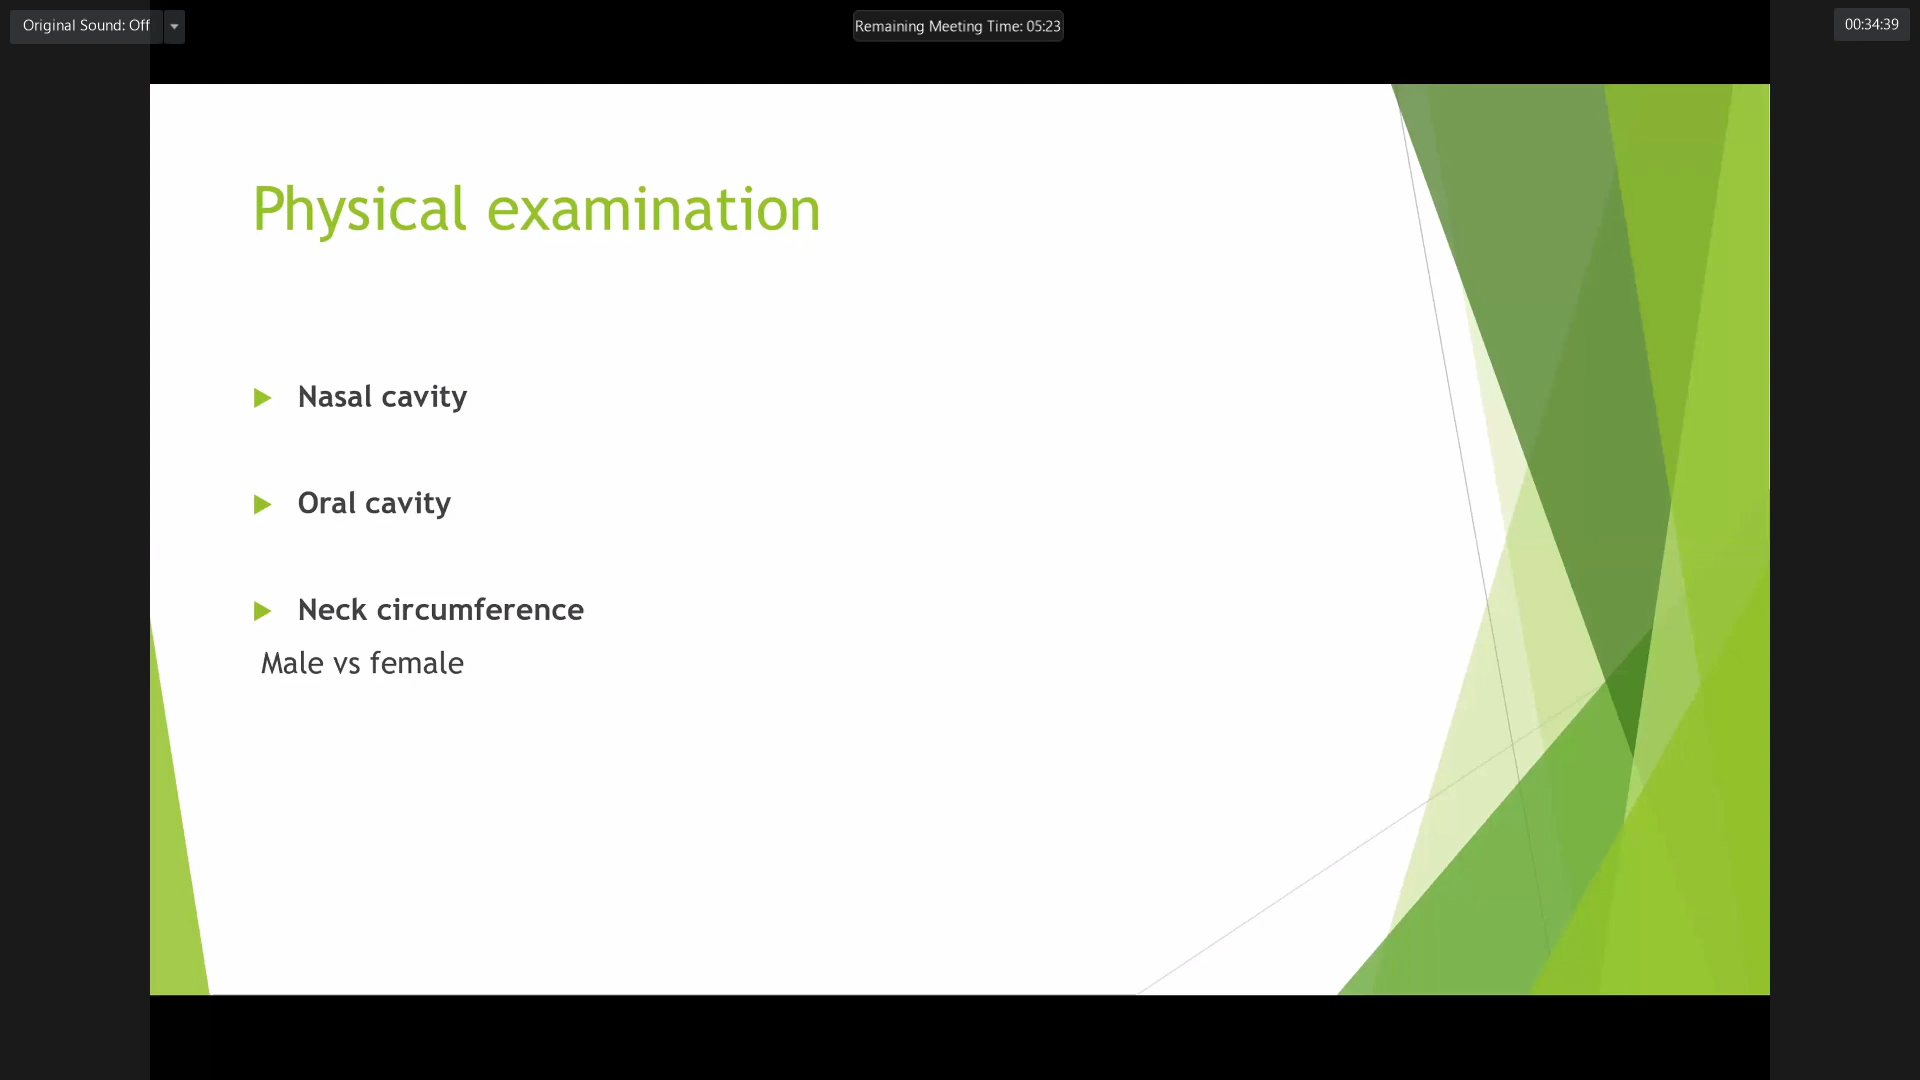 Original Sound: Off
Remaining Meeting Time: 05:23
00:34:39
Physical examination
Nasal cavity
Oral cavity
Neck circumference
Male vs female